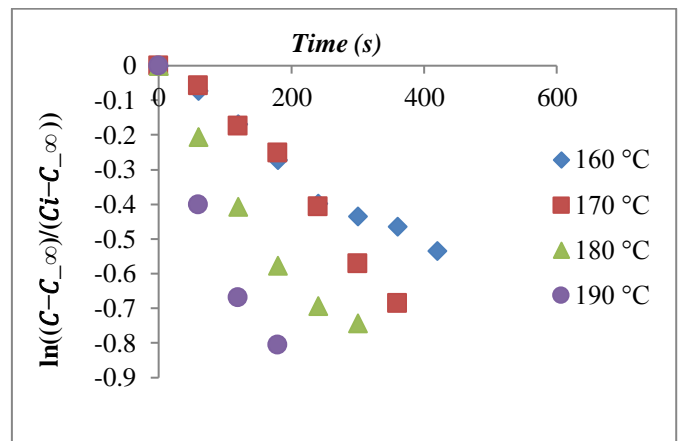 Time (s)
0
-0.1
-0.2
-0.3
-0.4
-0.5
-0.6
-0.7
-0.8
-0.9
0 200 400 600
ln((C−C_∞)/(Ci−C_∞))
160 °C
170 °C
180 °C
190 °C